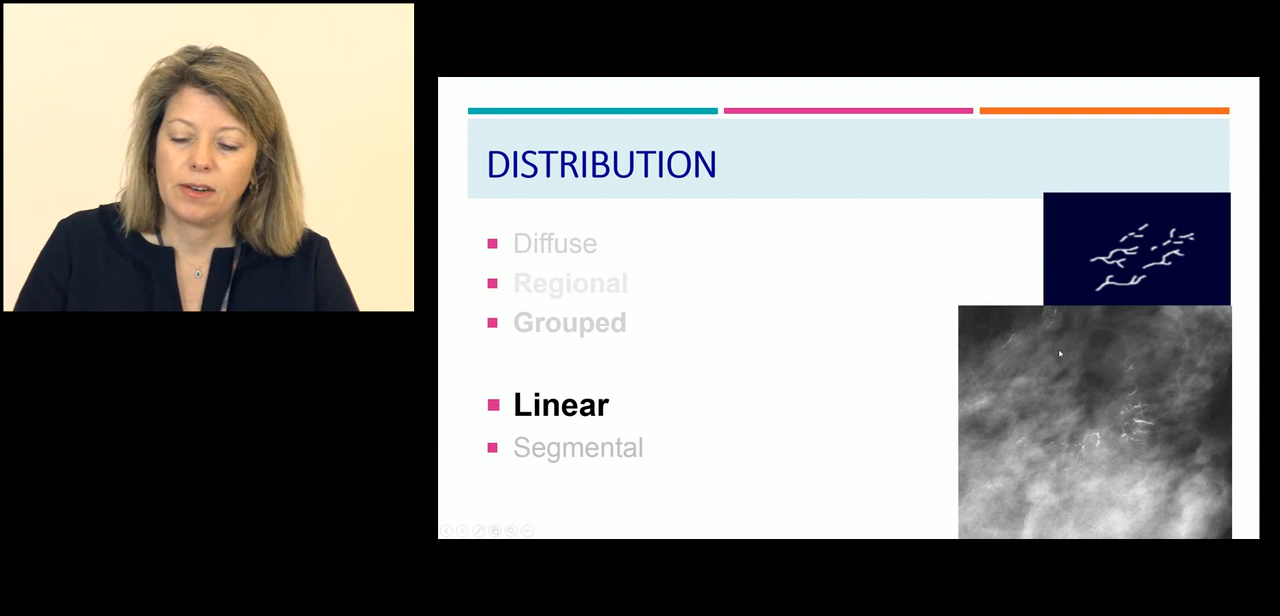 DISTRIBUTION
Diffuse
Regional
Grouped
Linear
Segmental